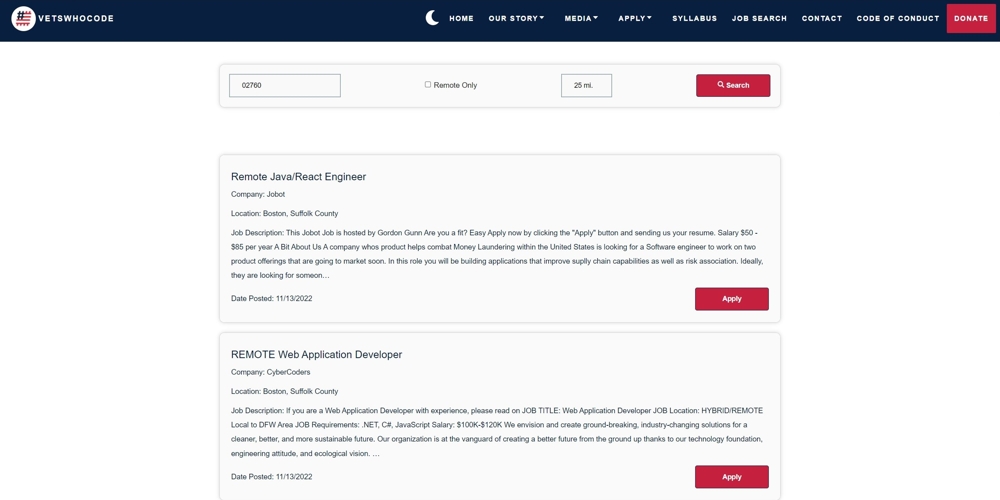 VETSWHOCODE HOME OUR STORY MEDIA APPLY SYLLABUS JOB SEARCH CONTACT CODE OF CONDUCT DONATE
02760 Remote Only 25 mi. Search
Remote Java/React Engineer
Company: Jobot
Location: Boston, Suffolk County
Job Description: This Jobot Job is hosted by Gordon Gunn Are you a fit? Easy Apply now by clicking the "Apply" button and sending us your resume. Salary $50 -
$85 per year A Bit About Us A company whos product helps combat Money Laundering within the United States is looking for a Software engineer to work on two
product offerings that are going to market soon. In this role you will be building applications that improve suplly chain capabilities as well as risk association. Ideally,
they are looking for someon…
Date Posted: 11/13/2022 Apply
REMOTE Web Application Developer
Company: CyberCoders
Location: Boston, Suffolk County
Job Description: If you are a Web Application Developer with experience, please read on JOB TITLE: Web Application Developer JOB Location: HYBRID/REMOTE
Local to DFW Area JOB Requirements: .NET, C#, JavaScript Salary: $100K-$120K We envision and create ground-breaking, industry-changing solutions for a
cleaner, better, and more sustainable future. Our organization is at the vanguard of creating a better future from the ground up thanks to our technology foundation,
engineering attitude, and ecological vision. …
Date Posted: 11/13/2022 Apply